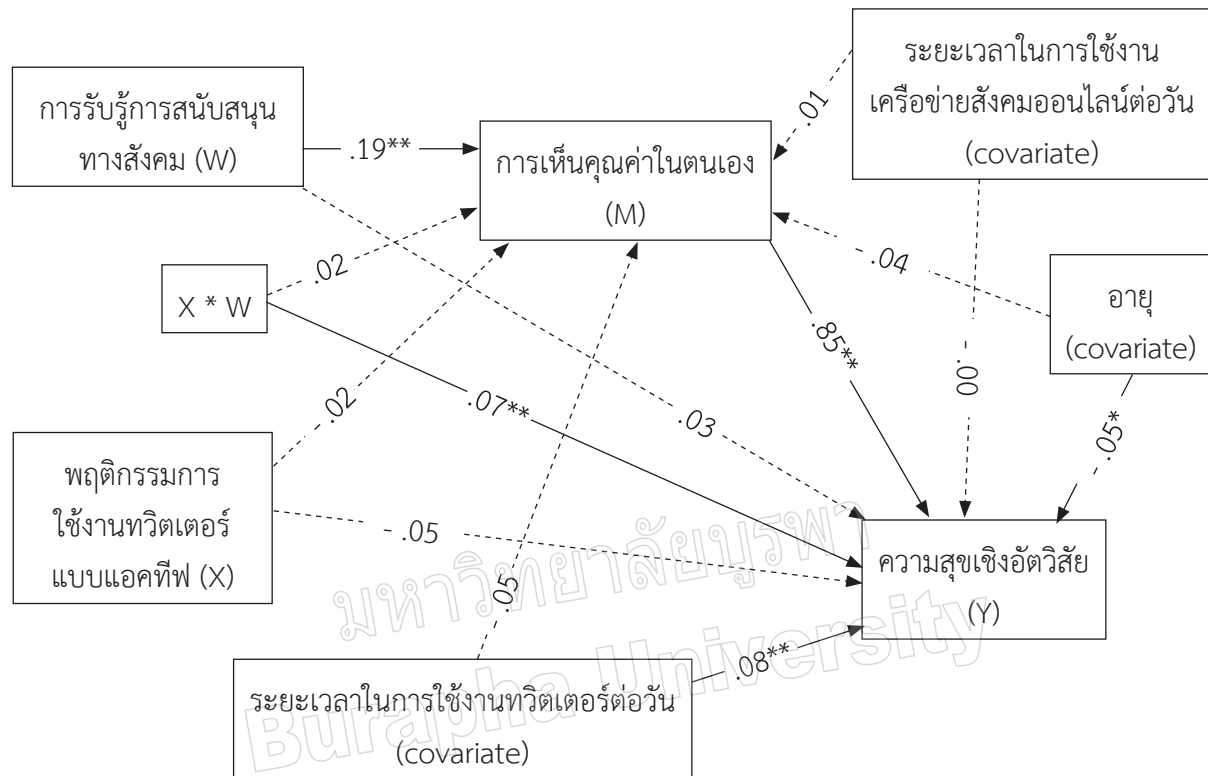 ระยะเวลาในการใช้งาน
เครือข่ายสังคมออนไลน์ต่อวัน
(covariate)
การรับรู้การสนับสนุน
ทางสังคม (W)
.19**
การเห็นคุณค่าในตนเอง
(M)
.01
.02
.04
X * W
อายุ
(covariate)
.85**
.00
.02
.07**
.03
.05*
พฤติกรรมการ
ใช้งานทวิตเตอร์
แบบแอคทีฟ (X)
.05
.05
ความสุขเชิงอัตวิสัย
(Y)
มหาวิทยาลัยบูรพา
Burapha University
.08**
ระยะเวลาในการใช้งานทวิตเตอร์ต่อวัน
(covariate)